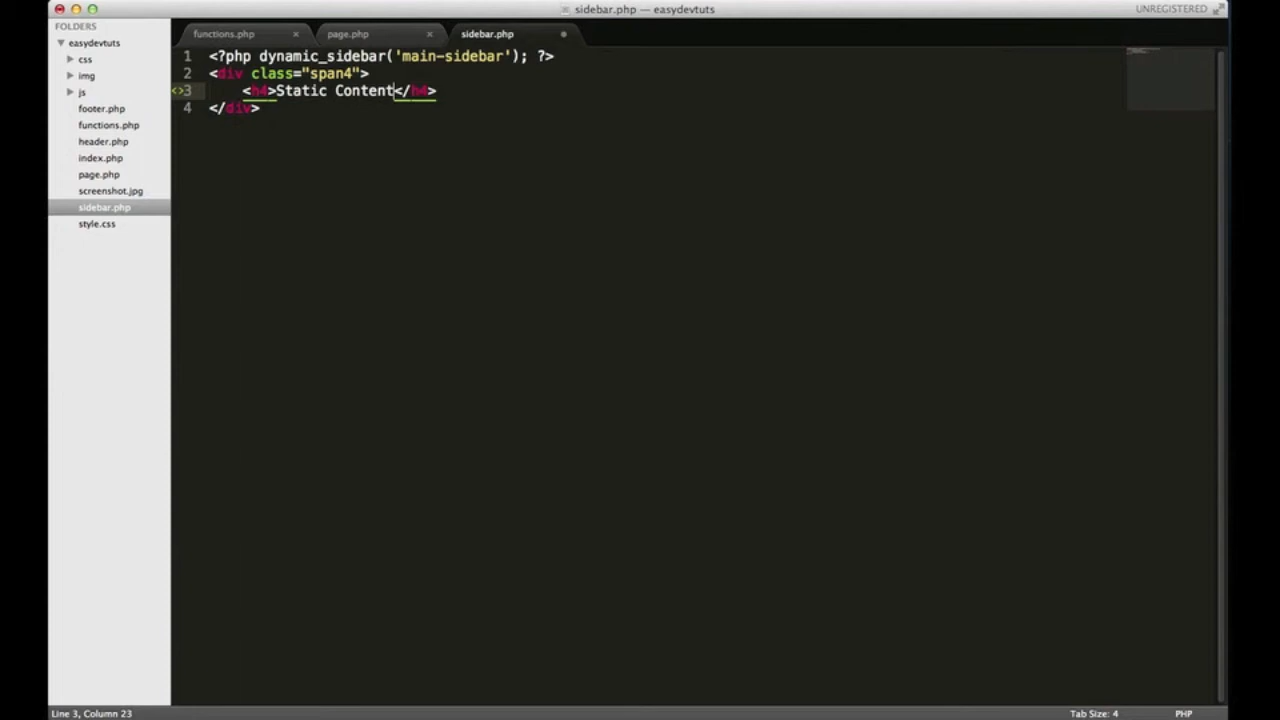 sidebar.php — easydevtuts
UNREGISTERED
FOLDERS
easydevtuts
css
img
js
footer.php
functions.php
header.php
index.php
page.php
screenshot.jpg
sidebar.php
style.css
functions.php × page.php × sidebar.php
1 <?php dynamic_sidebar('main-sidebar'); ?>
2 <div class="span4">
<>3 <h4>Static Content</h4>
4 </div>
Line 3, Column 23
Tab Size: 4 PHP